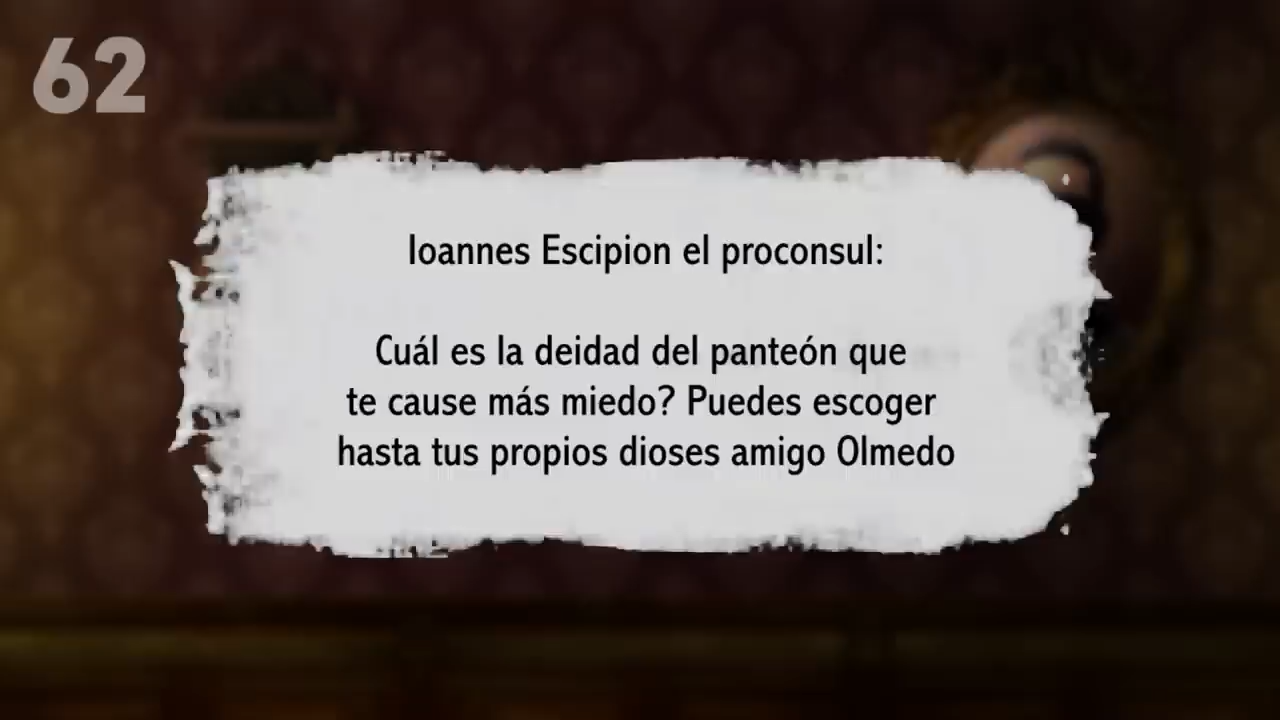 62
Ioannes Escipion el proconsul:
Cuál es la deidad del panteón que
te cause más miedo? Puedes escoger
hasta tus propios dioses amigo Olmedo